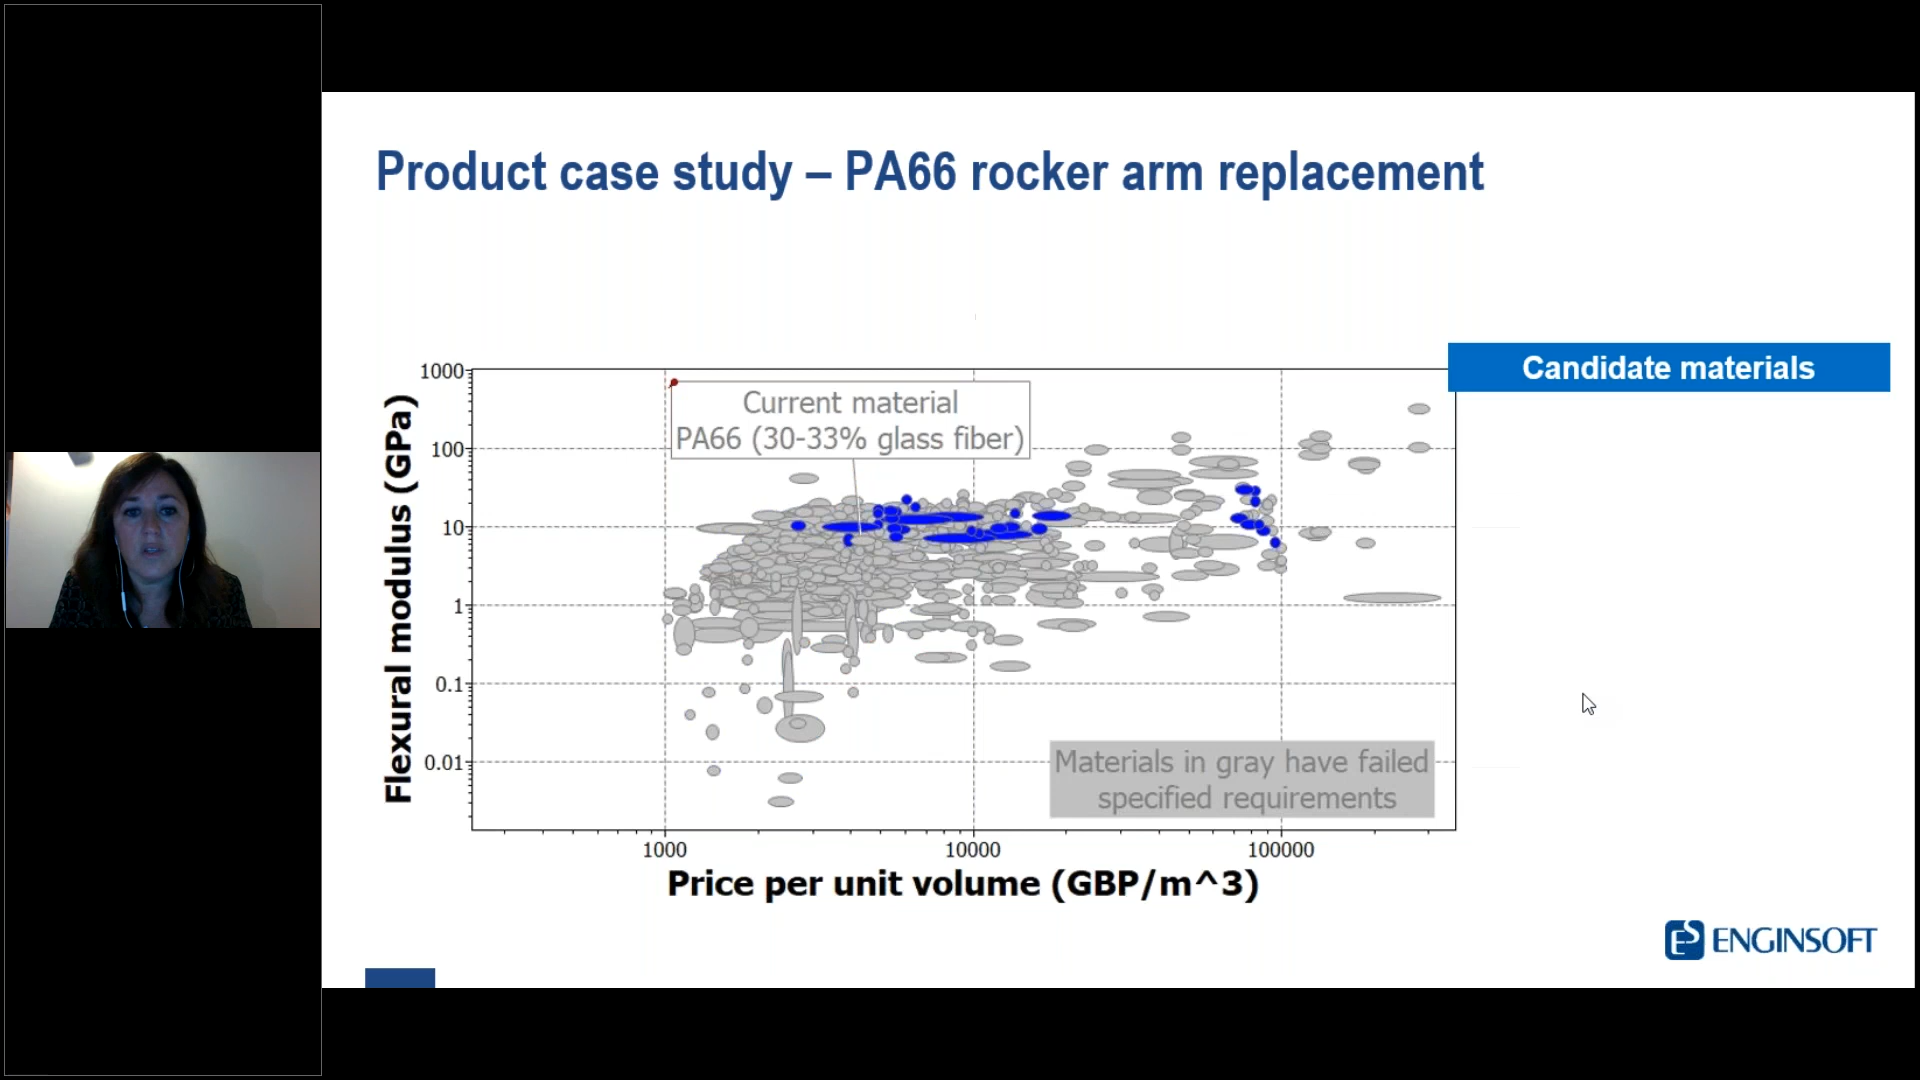 Product case study – PA66 rocker arm replacement
Candidate materials
Flexural modulus (GPa)
1000
100
10
1
0.1
0.01
Current material
PA66 (30-33% glass fiber)
Materials in gray have failed
specified requirements
1000
10000
100000
Price per unit volume (GBP/m^3)
ES ENGINSOFT